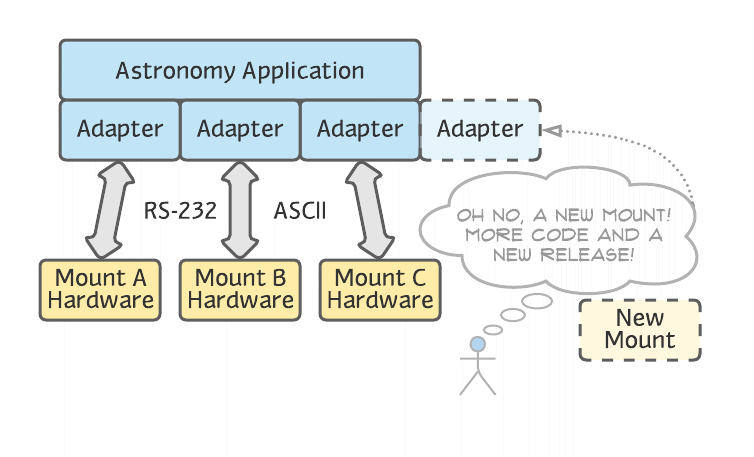 Astronomy Application
Adapter
Adapter
Adapter
Adapter
RS-232
ASCII
OH NO, A NEW MOUNT!
MORE CODE AND A
NEW RELEASE!
Mount A
Hardware
Mount B
Hardware
Mount C
Hardware
New
Mount